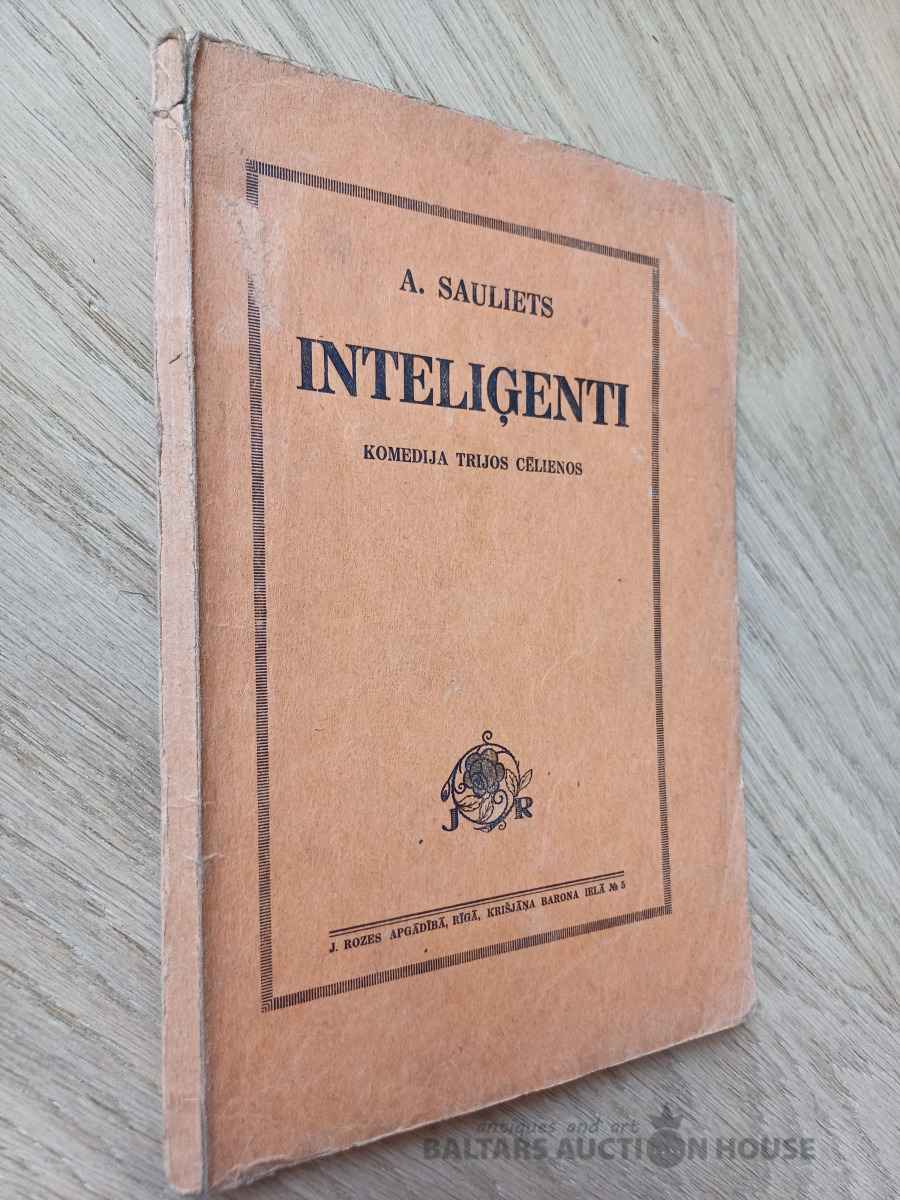 A. SAULIETS
INTELIĢENTI
KOMEDIJA TRIJOS CĒLIENOS
J R
J. ROZES APGĀDĪBĀ, RĪGĀ, KRIŠJĀŅA BARONA IELĀ № 5
antiques and art
BALTARS AUCTION HOUSE